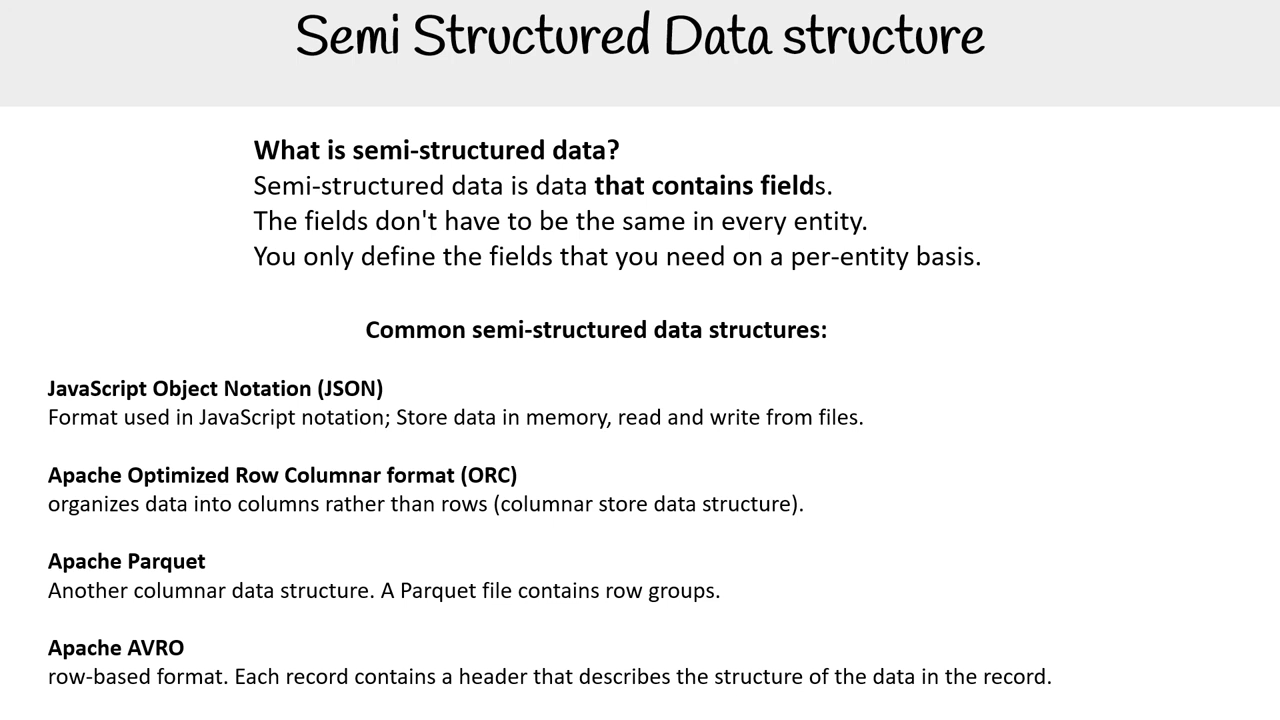 Semi Structured Data structure
What is semi-structured data?
Semi-structured data is data that contains fields.
The fields don't have to be the same in every entity.
You only define the fields that you need on a per-entity basis.
Common semi-structured data structures:
JavaScript Object Notation (JSON)
Format used in JavaScript notation; Store data in memory, read and write from files.
Apache Optimized Row Columnar format (ORC)
organizes data into columns rather than rows (columnar store data structure).
Apache Parquet
Another columnar data structure. A Parquet file contains row groups.
Apache AVRO
row-based format. Each record contains a header that describes the structure of the data in the record.